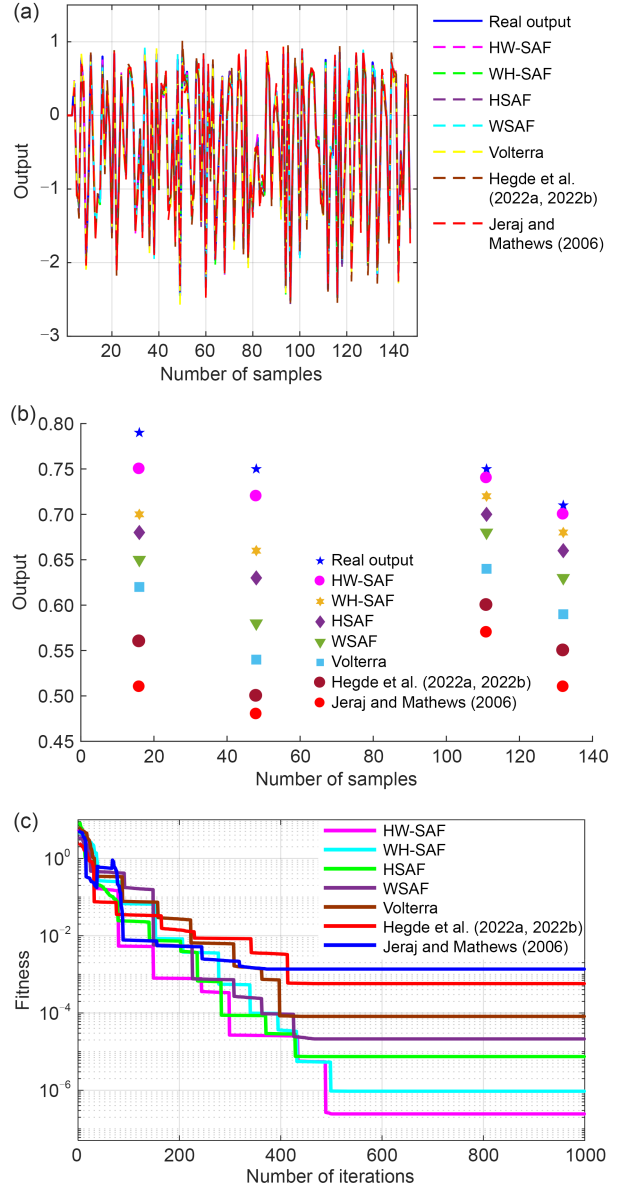 (a)
1
0
−1
−2
−3
Output
20
40
60
80
100
120
140
Number of samples
Real output
HW-SAF
WH-SAF
HSAF
WSAF
Volterra
Hegde et al.
(2022a, 2022b)
Jeraj and
Mathews (2006)
(b)
0.80
0.75
0.70
0.65
0.60
0.55
0.50
0.45
Output
0
20
40
60
80
100
120
140
Number of samples
Real output
HW-SAF
WH-SAF
HSAF
WSAF
Volterra
Hegde et al. (2022a, 2022b)
Jeraj and Mathews (2006)
(c)
10⁰
10⁻²
10⁻⁴
10⁻⁶
Fitness
0
200
400
600
800
1000
Number of iterations
HW-SAF
WH-SAF
HSAF
WSAF
Volterra
Hegde et al. (2022a, 2022b)
Jeraj and Mathews (2006)